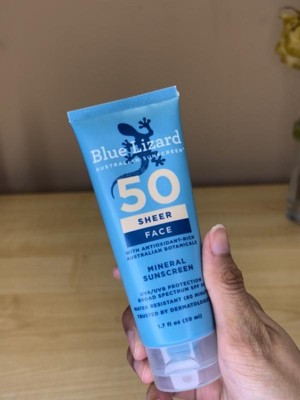 Blue Lizard
AUSTRALIAN SUNSCREEN
50
SHEER
FACE
WITH ANTIOXIDANT-RICH
AUSTRALIAN BOTANICALS
MINERAL
SUNSCREEN
UVA/UVB PROTECTION
BROAD SPECTRUM SPF 50
WATER RESISTANT (80 MINUTES)
TRUSTED BY DERMATOLOGISTS
1.7 fl oz (50 ml)